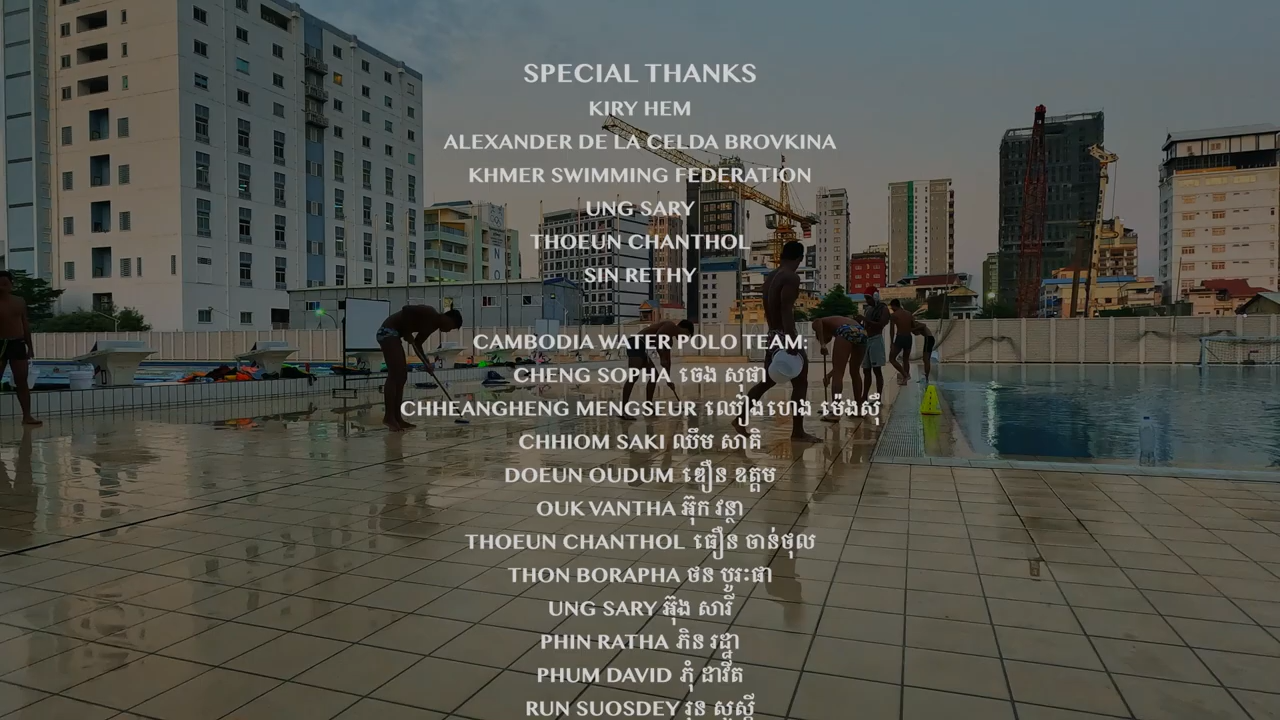 SPECIAL THANKS
KIRY HEM
ALEXANDER DE LA CELDA BROVKINA
KHMER SWIMMING FEDERATION
UNG SARY
THOEUN CHANTHOL
SIN RETHY
CAMBODIA WATER POLO TEAM:
CHENG SOPHA ចេង សុផា
CHHEANGHENG MENGSEUR ឈៀងហេង ម៉េងស៊ឺ
CHHIOM SAKI ឈឹម សាគិ
DOEUN OUDUM ឌឿន ឧត្តម
OUK VANTHA អ៊ុក វន្ថា
THOEUN CHANTHOL ធឿន ចាន់ថុល
THON BORAPHA ថន បូរៈផា
UNG SARY អ៊ុង សារី
PHIN RATHA ភិន រដ្ឋា
PHUM DAVID ភុំ ដាវីត
RUN SUOSDEY រុន សួស្តី